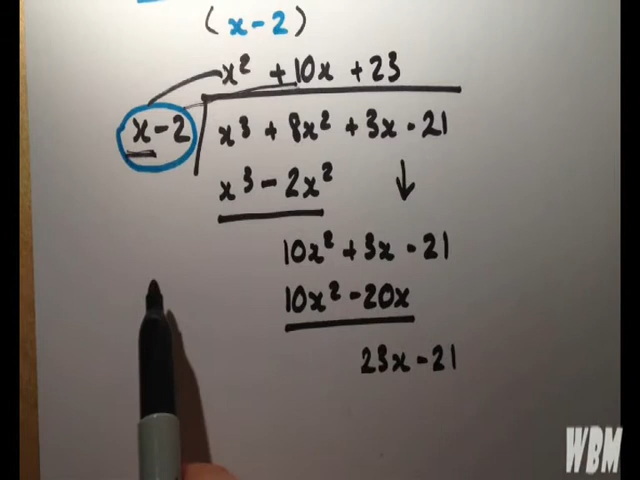 (x-2)
x² + 10x + 23
x-2 x³ + 8x² + 3x - 21
x³ - 2x²
10x² + 3x - 21
10x² - 20x
23x - 21
WBM